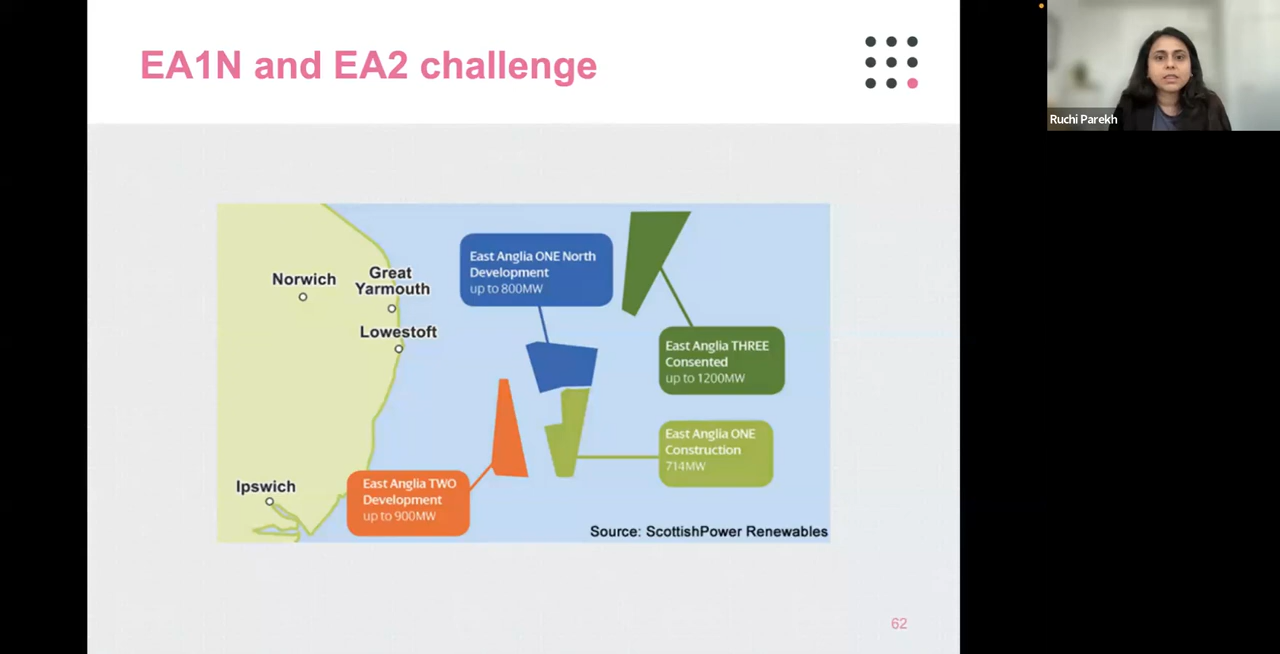 EA1N and EA2 challenge
Ruchi Parekh
Norwich
Great
Yarmouth
Lowestoft
Ipswich
East Anglia ONE North
Development
up to 800MW
East Anglia THREE
Consented
up to 1200MW
East Anglia ONE
Construction
714MW
East Anglia TWO
Development
up to 900MW
Source: ScottishPower Renewables
62